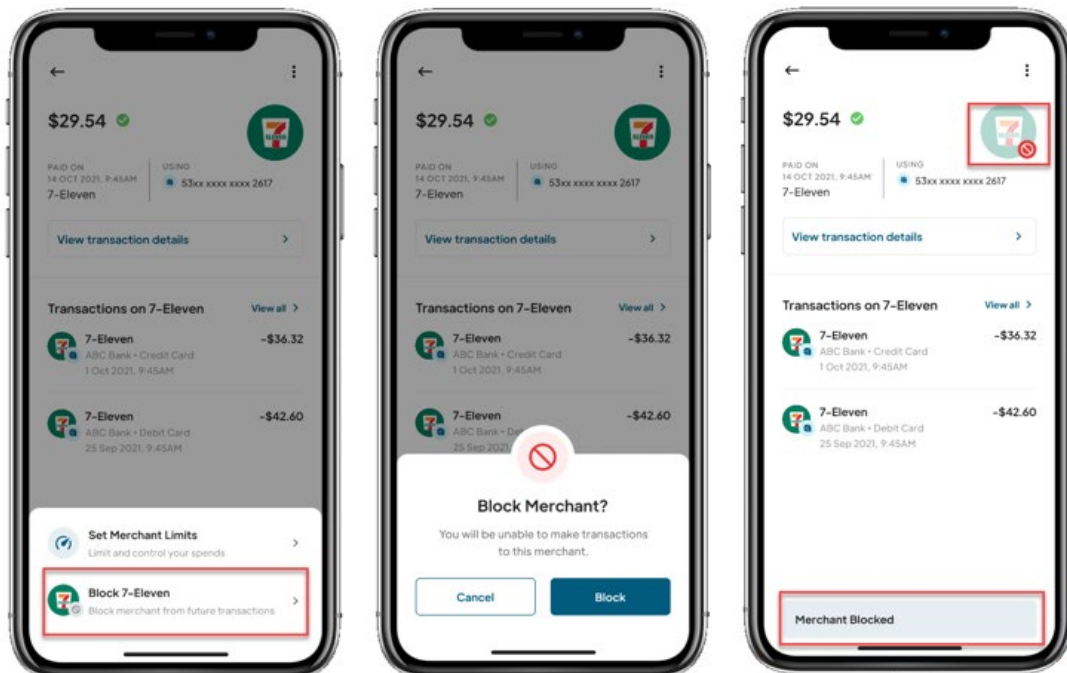 $29.54
ELEVEN
PAID ON
14 OCT 2021, 9:45AM
7-Eleven
USING
53xx xxxx xxxx 2617
View transaction details
Transactions on 7-Eleven
View all
7-Eleven
-$36.32
ABC Bank • Credit Card
1 Oct 2021, 9:45AM
7-Eleven
-$42.60
ABC Bank • Debit Card
25 Sep 2021, 9:45AM
Set Merchant Limits
Limit and control your spends
Block 7-Eleven
Block merchant from future transactions
$29.54
ELEVEN
PAID ON
14 OCT 2021, 9:45AM
7-Eleven
USING
53xx xxxx xxxx 2617
View transaction details
Transactions on 7-Eleven
View all
7-Eleven
-$36.32
ABC Bank • Credit Card
1 Oct 2021, 9:45AM
7-Eleven
-$42.60
ABC Bank •
25 Sep 2021,
Block Merchant?
You will be unable to make transactions
to this merchant.
Cancel
Block
$29.54
ELEVEN
PAID ON
14 OCT 2021, 9:45AM
7-Eleven
USING
53xx xxxx xxxx 2617
View transaction details
Transactions on 7-Eleven
View all
7-Eleven
-$36.32
ABC Bank • Credit Card
1 Oct 2021, 9:45AM
7-Eleven
-$42.60
ABC Bank • Debit Card
25 Sep 2021, 9:45AM
Merchant Blocked